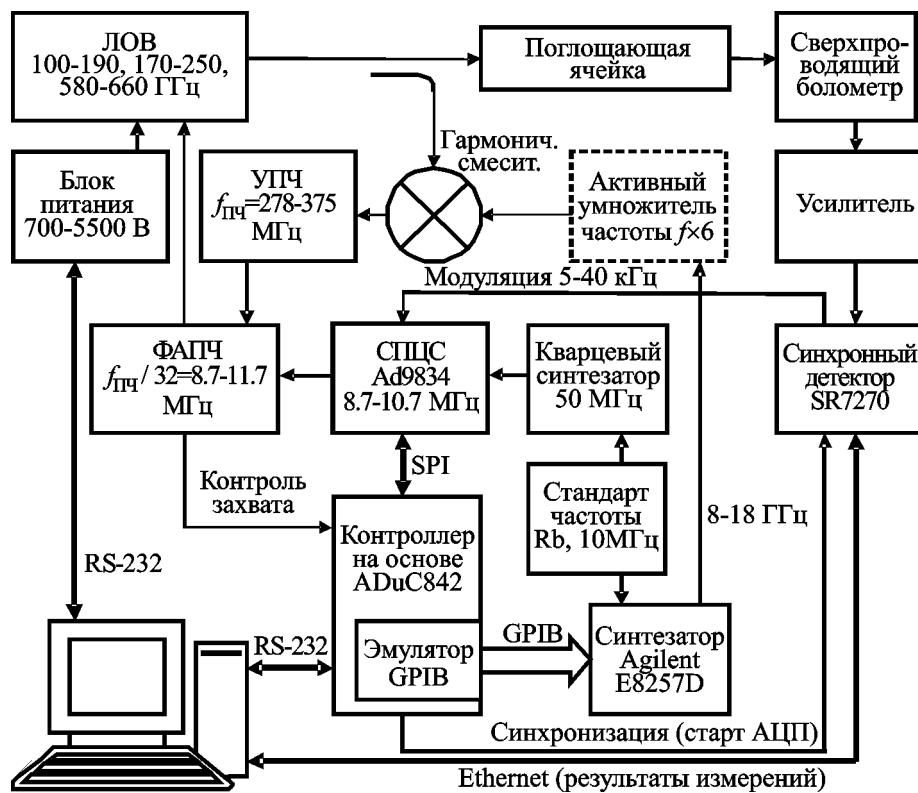 ЛОВ
100-190, 170-250,
580-660 ГГц
Поглощающая
ячейка
Сверхпро-
водящий
болометр
Гармонич.
смесит.
Блок
питания
700-5500 В
УПЧ
fПЧ=278-375
МГц
Активный
умножитель
частоты f×6
Усилитель
Модуляция 5-40 кГц
ФАПЧ
fПЧ / 32=8.7-11.7
МГц
СПЦС
Ad9834
8.7-10.7 МГц
Кварцевый
синтезатор
50 МГц
Синхронный
детектор
SR7270
SPI
Контроль
захвата
Стандарт
частоты
Rb, 10МГц
8-18 ГГц
Контроллер
на основе
ADuC842
RS-232
RS-232
Эмулятор
GPIB
GPIB
Синтезатор
Agilent
E8257D
Синхронизация (старт АЦП)
Ethernet (результаты измерений)